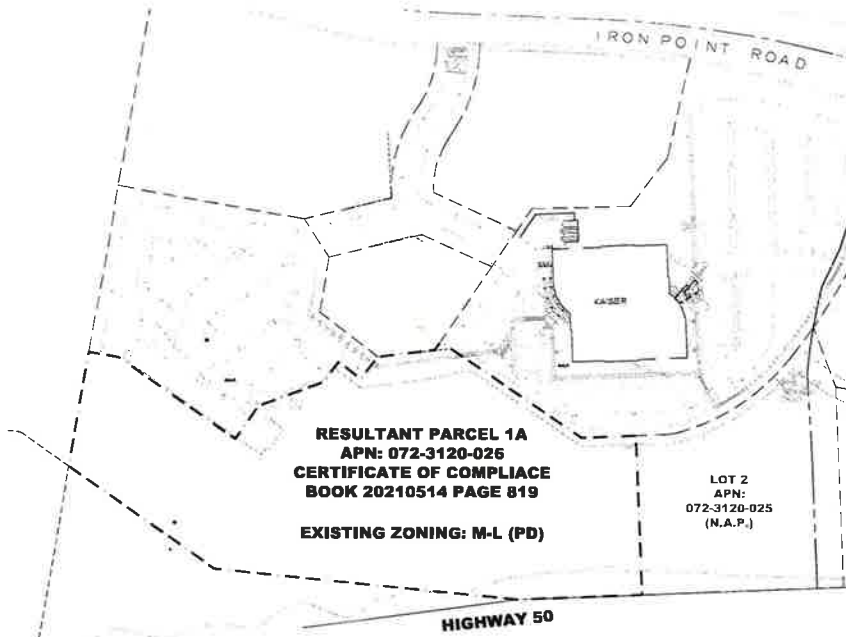 IRON POINT ROAD
KAISER
RESULTANT PARCEL 1A
APN: 072-3120-026
CERTIFICATE OF COMPLIACE
BOOK 20210514 PAGE 819
EXISTING ZONING: M-L (PD)
LOT 2
APN:
072-3120-025
(N.A.P.)
HIGHWAY 50